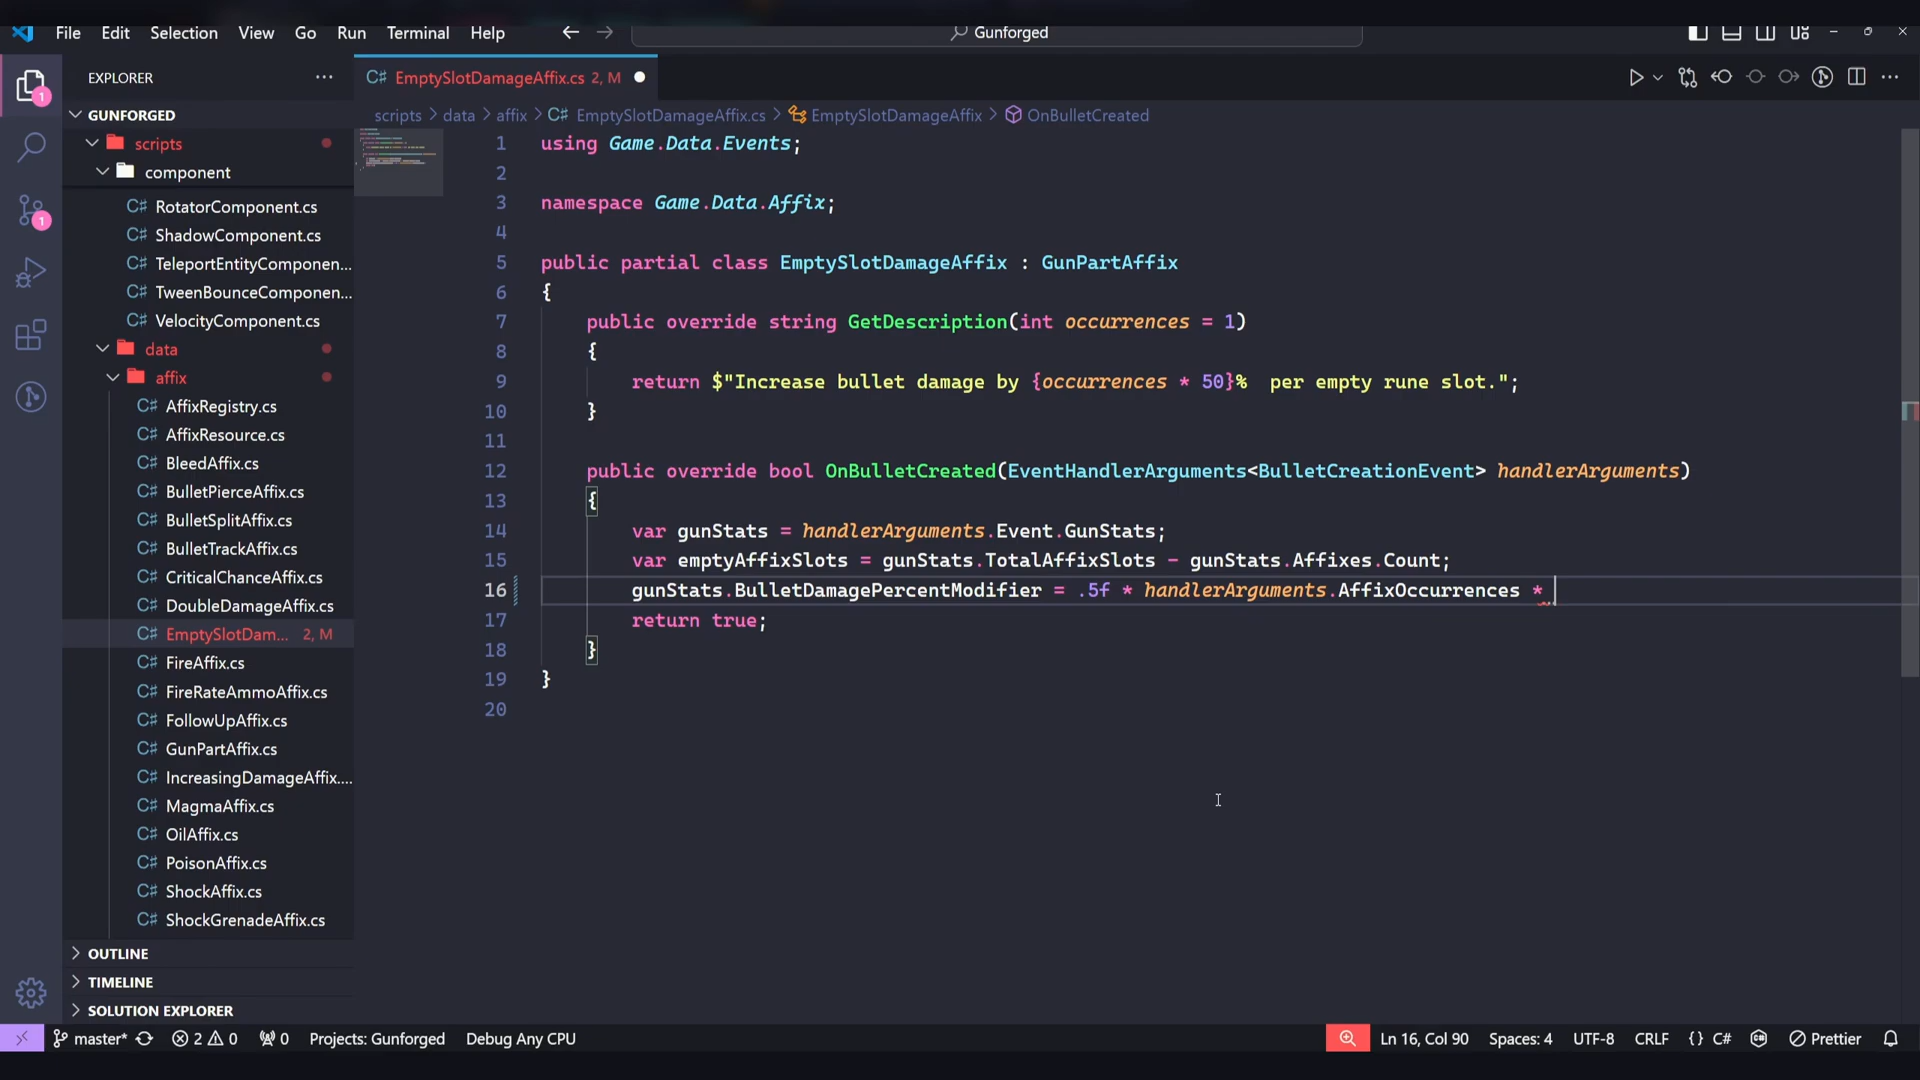 File Edit Selection View Go Run Terminal Help Gunforged
EXPLORER
EmptySlotDamageAffix.cs 2, M
GUNFORGED
scripts > data > affix > EmptySlotDamageAffix.cs > EmptySlotDamageAffix > OnBulletCreated
scripts
component
RotatorComponent.cs
ShadowComponent.cs
TeleportEntityComponen...
TweenBounceComponen...
VelocityComponent.cs
data
affix
AffixRegistry.cs
AffixResource.cs
BleedAffix.cs
BulletPierceAffix.cs
BulletSplitAffix.cs
BulletTrackAffix.cs
CriticalChanceAffix.cs
DoubleDamageAffix.cs
EmptySlotDam... 2, M
FireAffix.cs
FireRateAmmoAffix.cs
FollowUpAffix.cs
GunPartAffix.cs
IncreasingDamageAffix....
MagmaAffix.cs
OilAffix.cs
PoisonAffix.cs
ShockAffix.cs
ShockGrenadeAffix.cs
OUTLINE
TIMELINE
SOLUTION EXPLORER
1 using Game.Data.Events;
2
3 namespace Game.Data.Affix;
4
5 public partial class EmptySlotDamageAffix : GunPartAffix
6 {
7 public override string GetDescription(int occurrences = 1)
8 {
9 return $"Increase bullet damage by {occurrences * 50}%  per empty rune slot.";
10 }
11
12 public override bool OnBulletCreated(EventHandlerArguments<BulletCreationEvent> handlerArguments)
13 {
14 var gunStats = handlerArguments.Event.GunStats;
15 var emptyAffixSlots = gunStats.TotalAffixSlots - gunStats.Affixes.Count;
16 gunStats.BulletDamagePercentModifier = .5f * handlerArguments.AffixOccurrences *
17 return true;
18 }
19 }
20
master* 2 0 0 Projects: Gunforged Debug Any CPU Ln 16, Col 90 Spaces: 4 UTF-8 CRLF {} C# Prettier